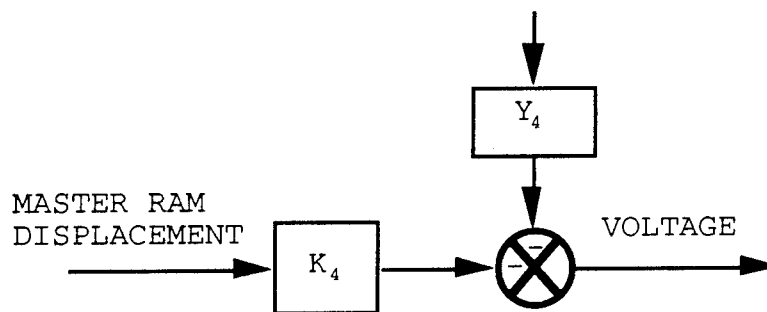 Y₄
MASTER RAM
DISPLACEMENT
VOLTAGE
K₄
−
−